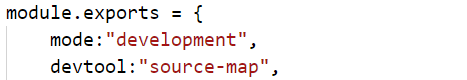 module.exports = {
    mode:"development",
    devtool:"source-map",